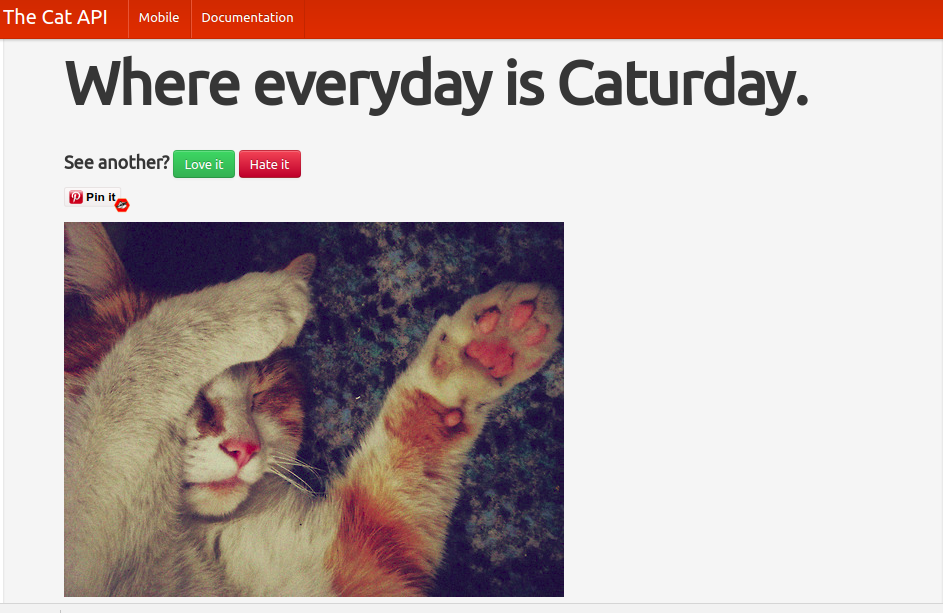 The Cat API Mobile Documentation
Where everyday is Caturday.
See another? Love it Hate it
Pin it